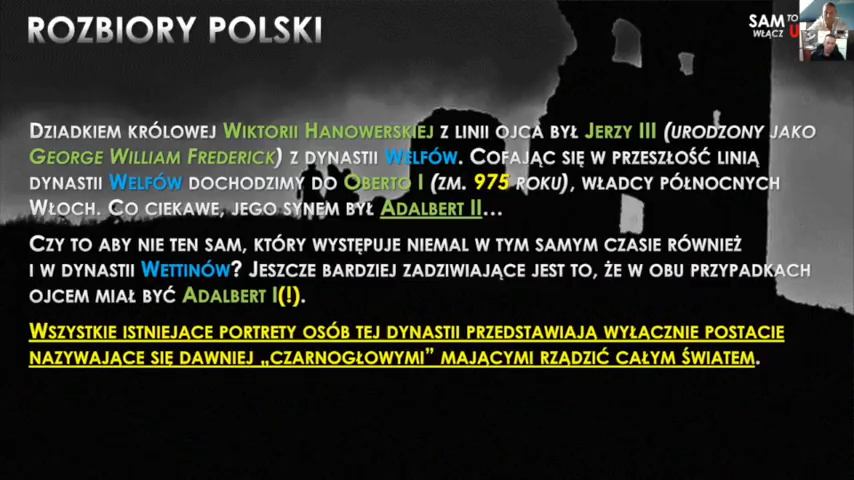 ROZBIORY POLSKI
SAM TO
WŁĄCZ
DZIADKIEM KRÓLOWEJ WIKTORII HANOWERSKIEJ Z LINII OJCA BYŁ JERZY III (URODZONY JAKO
GEORGE WILLIAM FREDERICK) Z DYNASTII WELFÓW. COFAJĄC SIĘ W PRZESZŁOŚĆ LINIĄ
DYNASTII WELFÓW DOCHODZIMY DO OBERTO I (ZM. 975 ROKU), WŁADCY PÓŁNOCNYCH
WŁOCH. CO CIEKAWE, JEGO SYNEM BYŁ ADALBERT II...
CZY TO ABY NIE TEN SAM, KTÓRY WYSTĘPUJE NIEMAL W TYM SAMYM CZASIE RÓWNIEŻ
I W DYNASTII WETTINÓW? JESZCZE BARDZIEJ ZADZIWIAJĄCE JEST TO, ŻE W OBU PRZYPADKACH
OJCEM MIAŁ BYĆ ADALBERT I(!).
WSZYSTKIE ISTNIEJĄCE PORTRETY OSÓB TEJ DYNASTII PRZEDSTAWIAJĄ WYŁĄCZNIE POSTACIE
NAZYWAJĄCE SIĘ DAWNIEJ „CZARNOGŁOWYMI” MAJĄCYMI RZĄDZIĆ CAŁYM ŚWIATEM.